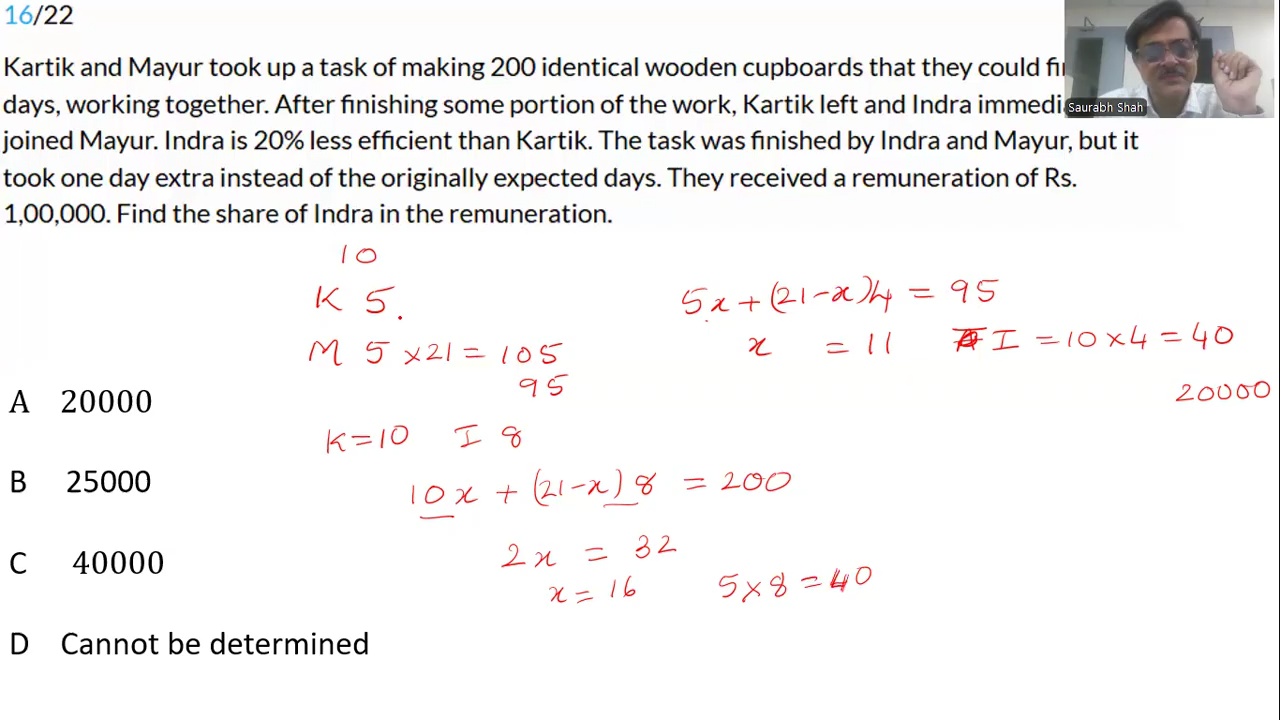 16/22
Kartik and Mayur took up a task of making 200 identical wooden cupboards that they could
days, working together. After finishing some portion of the work, Kartik left and Indra
joined Mayur. Indra is 20% less efficient than Kartik. The task was finished by Indra and Mayur, but it
took one day extra instead of the originally expected days. They received a remuneration of Rs.
1,00,000. Find the share of Indra in the remuneration.
Saurabh Shah
10
K 5.
M 5 ×21 = 105
95
K=10 I 8
10x + (21-x) 8 = 200
2x = 32
x = 16 5×8 = 40
5x + (21-x)4 = 95
x = 11 I = 10×4 = 40
20000
A 20000
B 25000
C 40000
D Cannot be determined